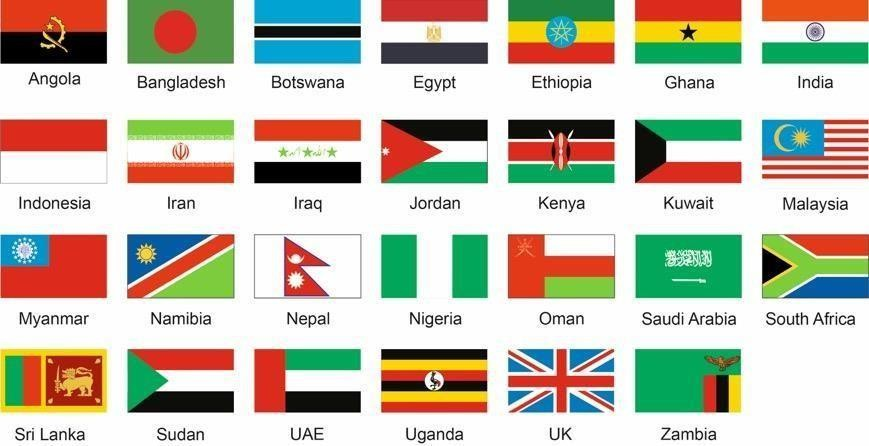 Angola Bangladesh Botswana Egypt Ethiopia Ghana India
Indonesia Iran Iraq Jordan Kenya Kuwait Malaysia
Myanmar Namibia Nepal Nigeria Oman Saudi Arabia South Africa
Sri Lanka Sudan UAE Uganda UK Zambia